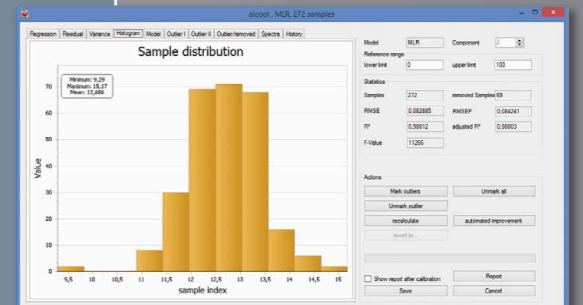 alcool , MLR, 272 samples
Regression Residual Variance Histogram Model Outlier I Outlier II Outlier/removed Spectra History
Sample distribution
Minimum: 9,29
Maximum: 15,17
Mean: 12,656
Value
70
60
50
40
30
20
10
0
9,5 10 10,5 11 11,5 12 12,5 13 13,5 14 14,5 15
sample index
Model MLR Component 2
Reference range
lower limit 0 upper limit 100
Statistics
Samples 272 removed Samples 69
RMSE 0,082885 RMSEP 0,084241
R² 0,98812 adjusted R² 0,98803
F-Value 11266
Actions
Mark outliers Unmark all
Unmark outlier
recalculate automated improvement
revert to...
Show report after calibration Report
Save Cancel